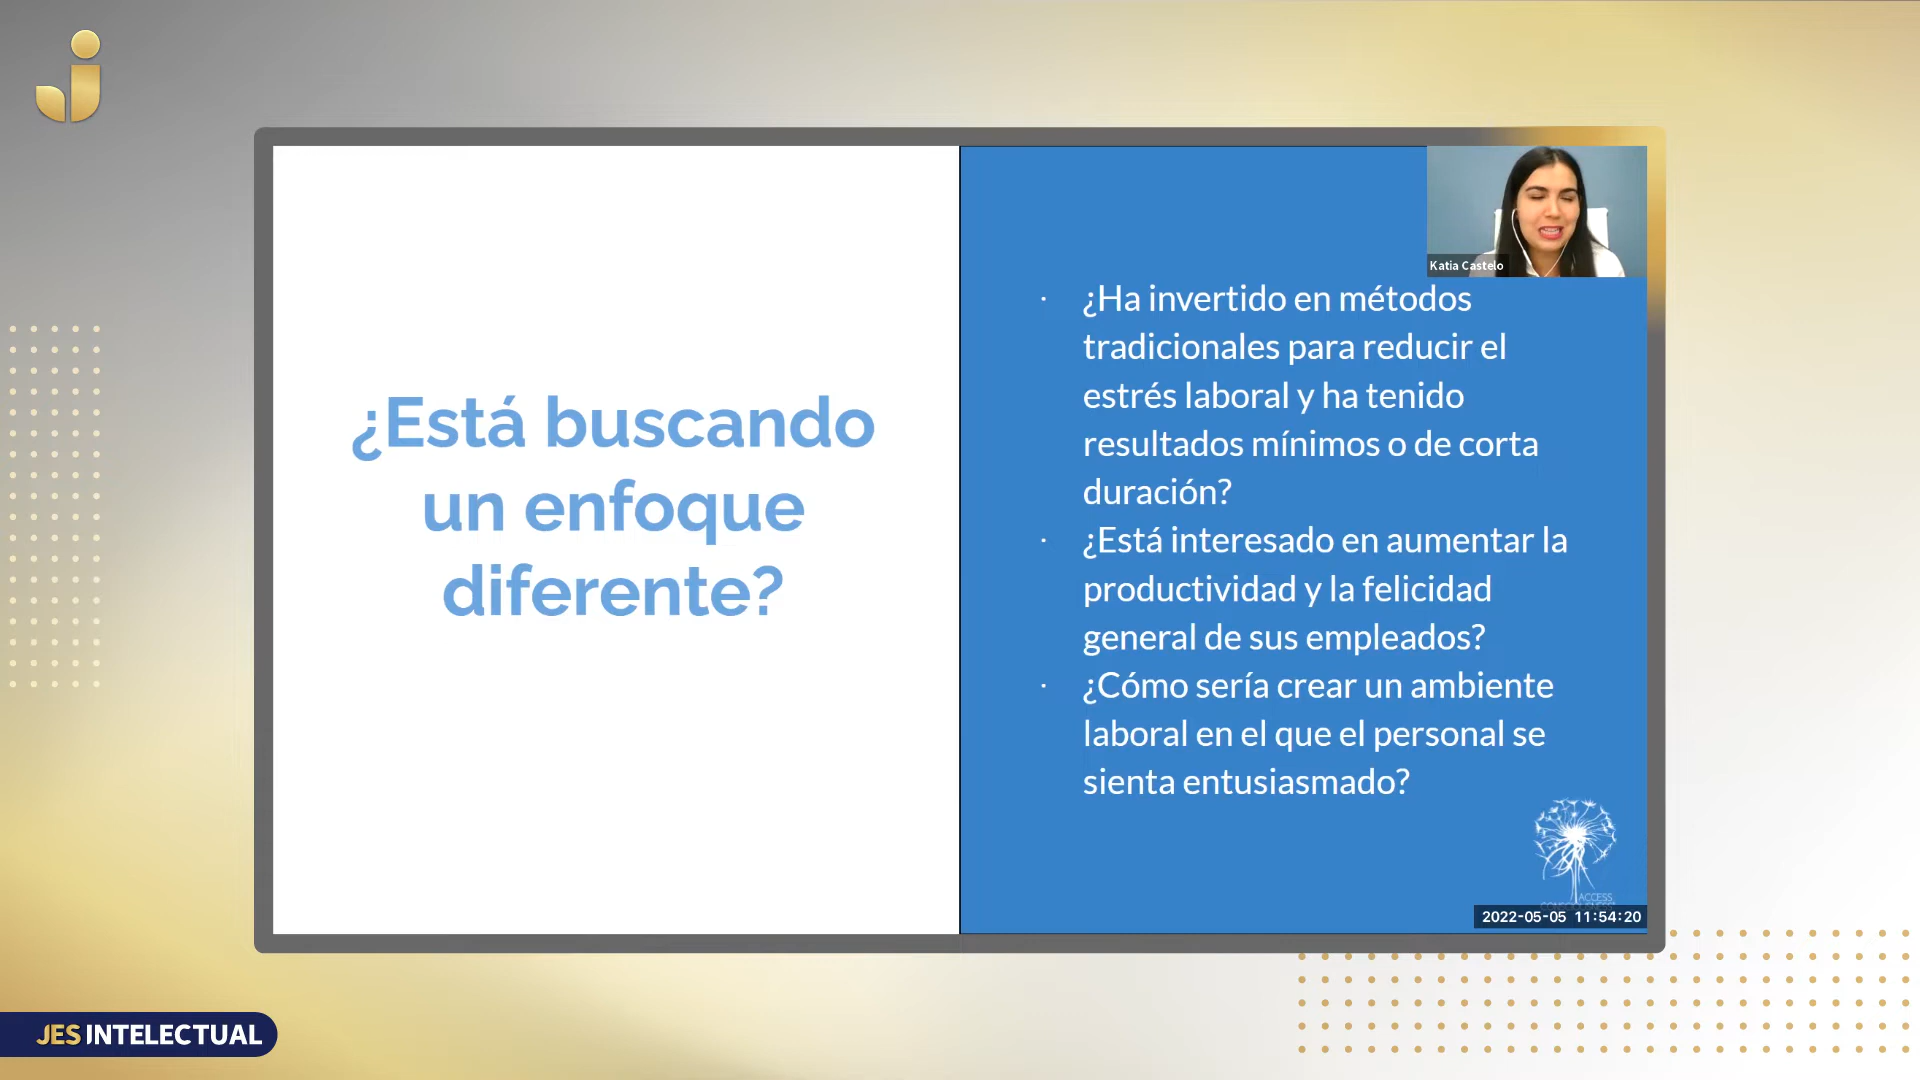 ¿Está buscando
un enfoque
diferente?
Katia Castelo
· ¿Ha invertido en métodos
tradicionales para reducir el
estrés laboral y ha tenido
resultados mínimos o de corta
duración?
· ¿Está interesado en aumentar la
productividad y la felicidad
general de sus empleados?
· ¿Cómo sería crear un ambiente
laboral en el que el personal se
sienta entusiasmado?
ACCESS
CONSCIOUSNESS
2022-05-05 11:54:20
JES INTELECTUAL